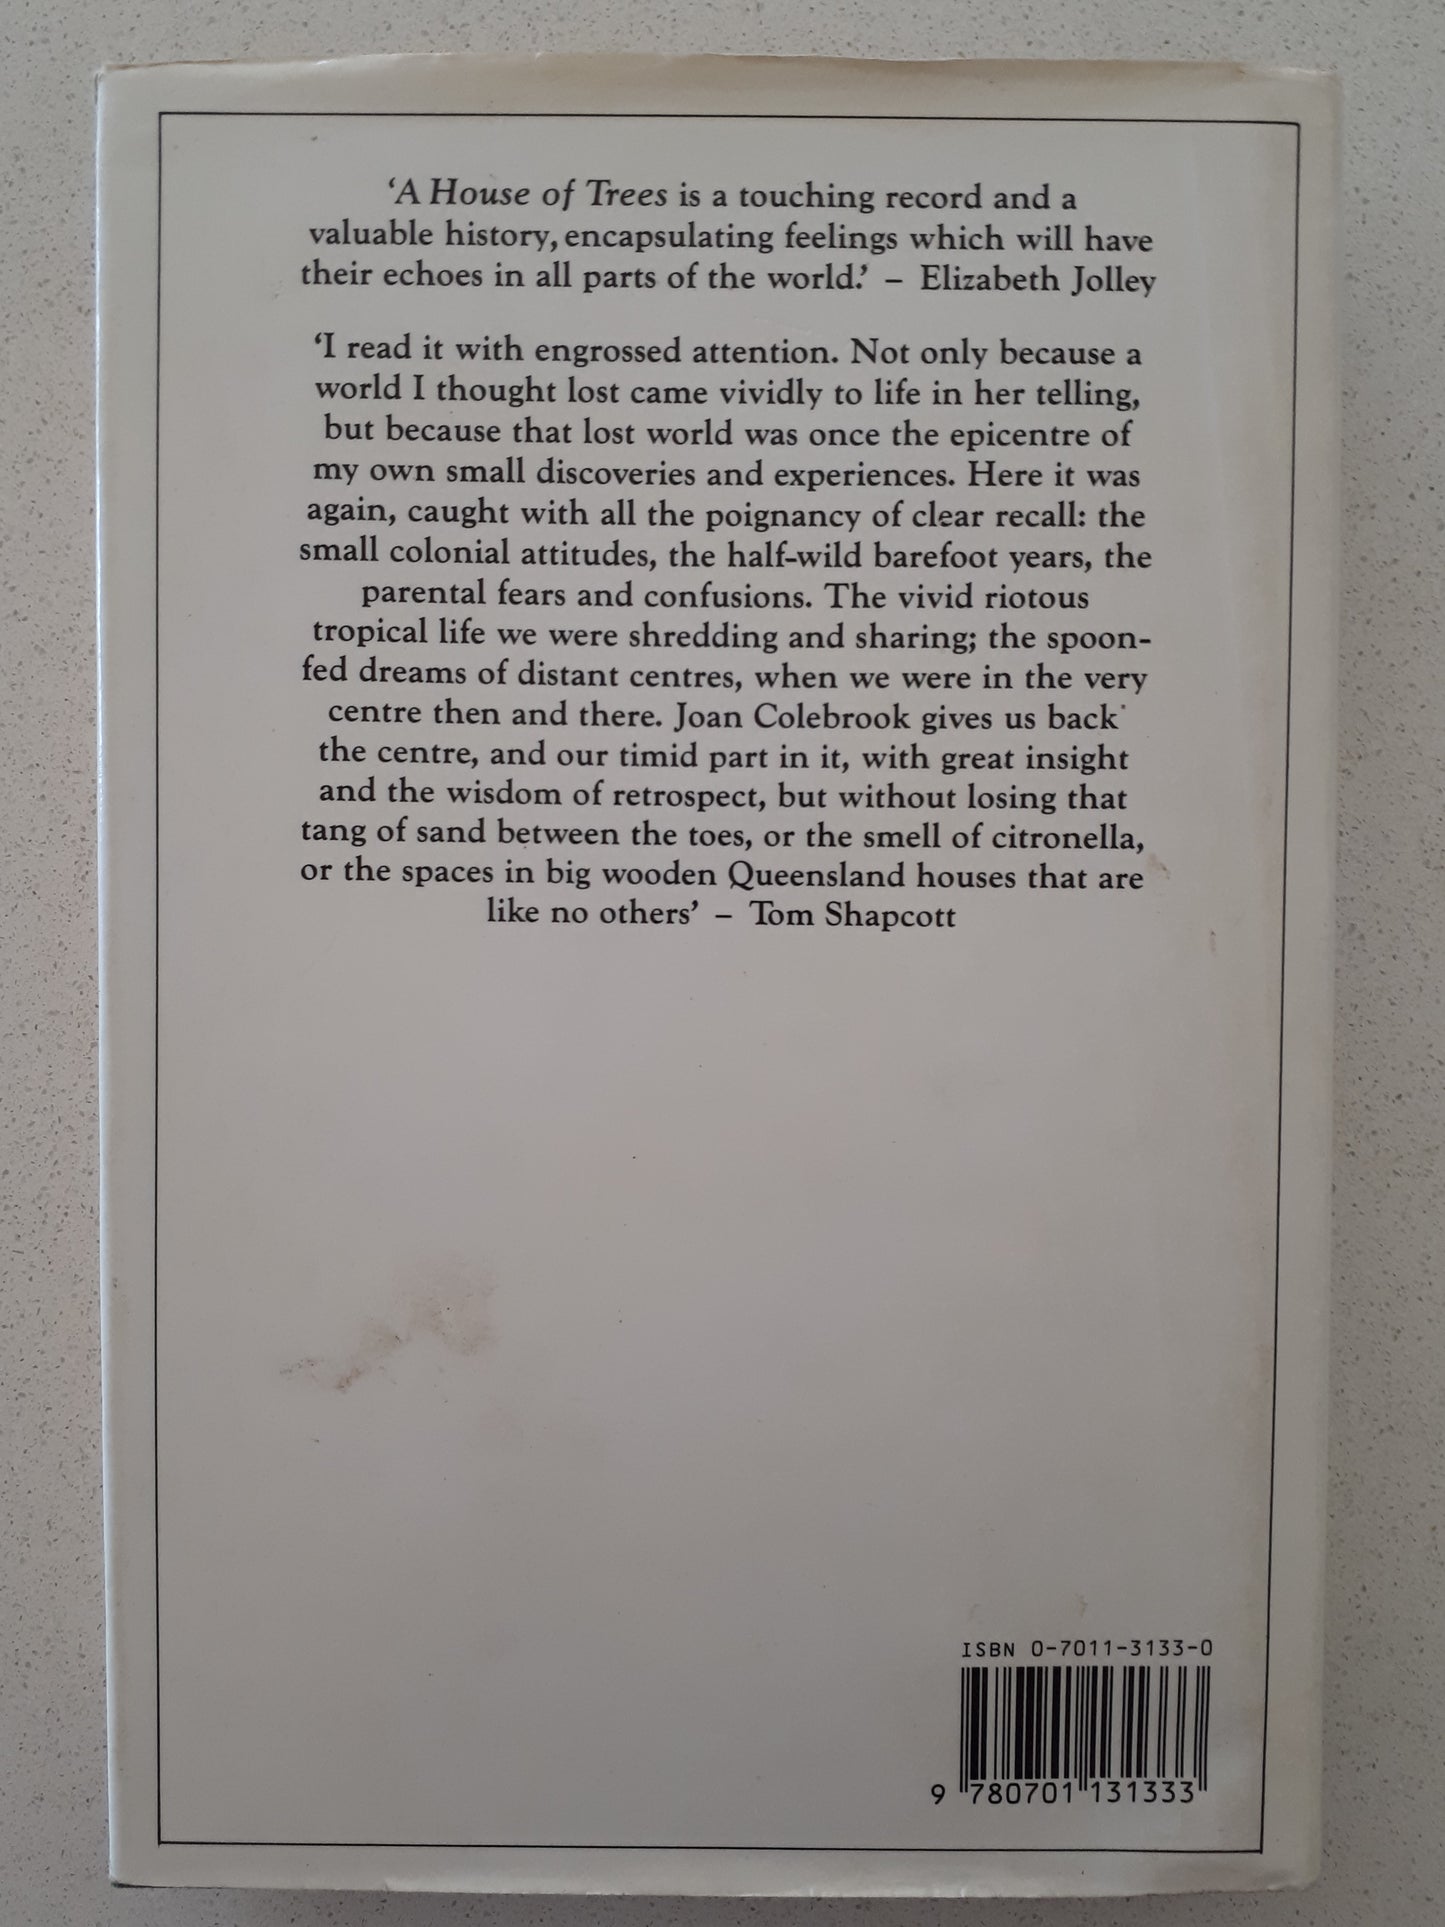 ‘A House of Trees is a touching record and a
valuable history, encapsulating feelings which will have
their echoes in all parts of the world.’ – Elizabeth Jolley
‘I read it with engrossed attention. Not only because a
world I thought lost came vividly to life in her telling,
but because that lost world was once the epicentre of
my own small discoveries and experiences. Here it was
again, caught with all the poignancy of clear recall: the
small colonial attitudes, the half-wild barefoot years, the
parental fears and confusions. The vivid riotous
tropical life we were shredding and sharing; the spoon-
fed dreams of distant centres, when we were in the very
centre then and there. Joan Colebrook gives us back
the centre, and our timid part in it, with great insight
and the wisdom of retrospect, but without losing that
tang of sand between the toes, or the smell of citronella,
or the spaces in big wooden Queensland houses that are
like no others’ – Tom Shapcott
ISBN 0-7011-3133-0
9 780701 131333